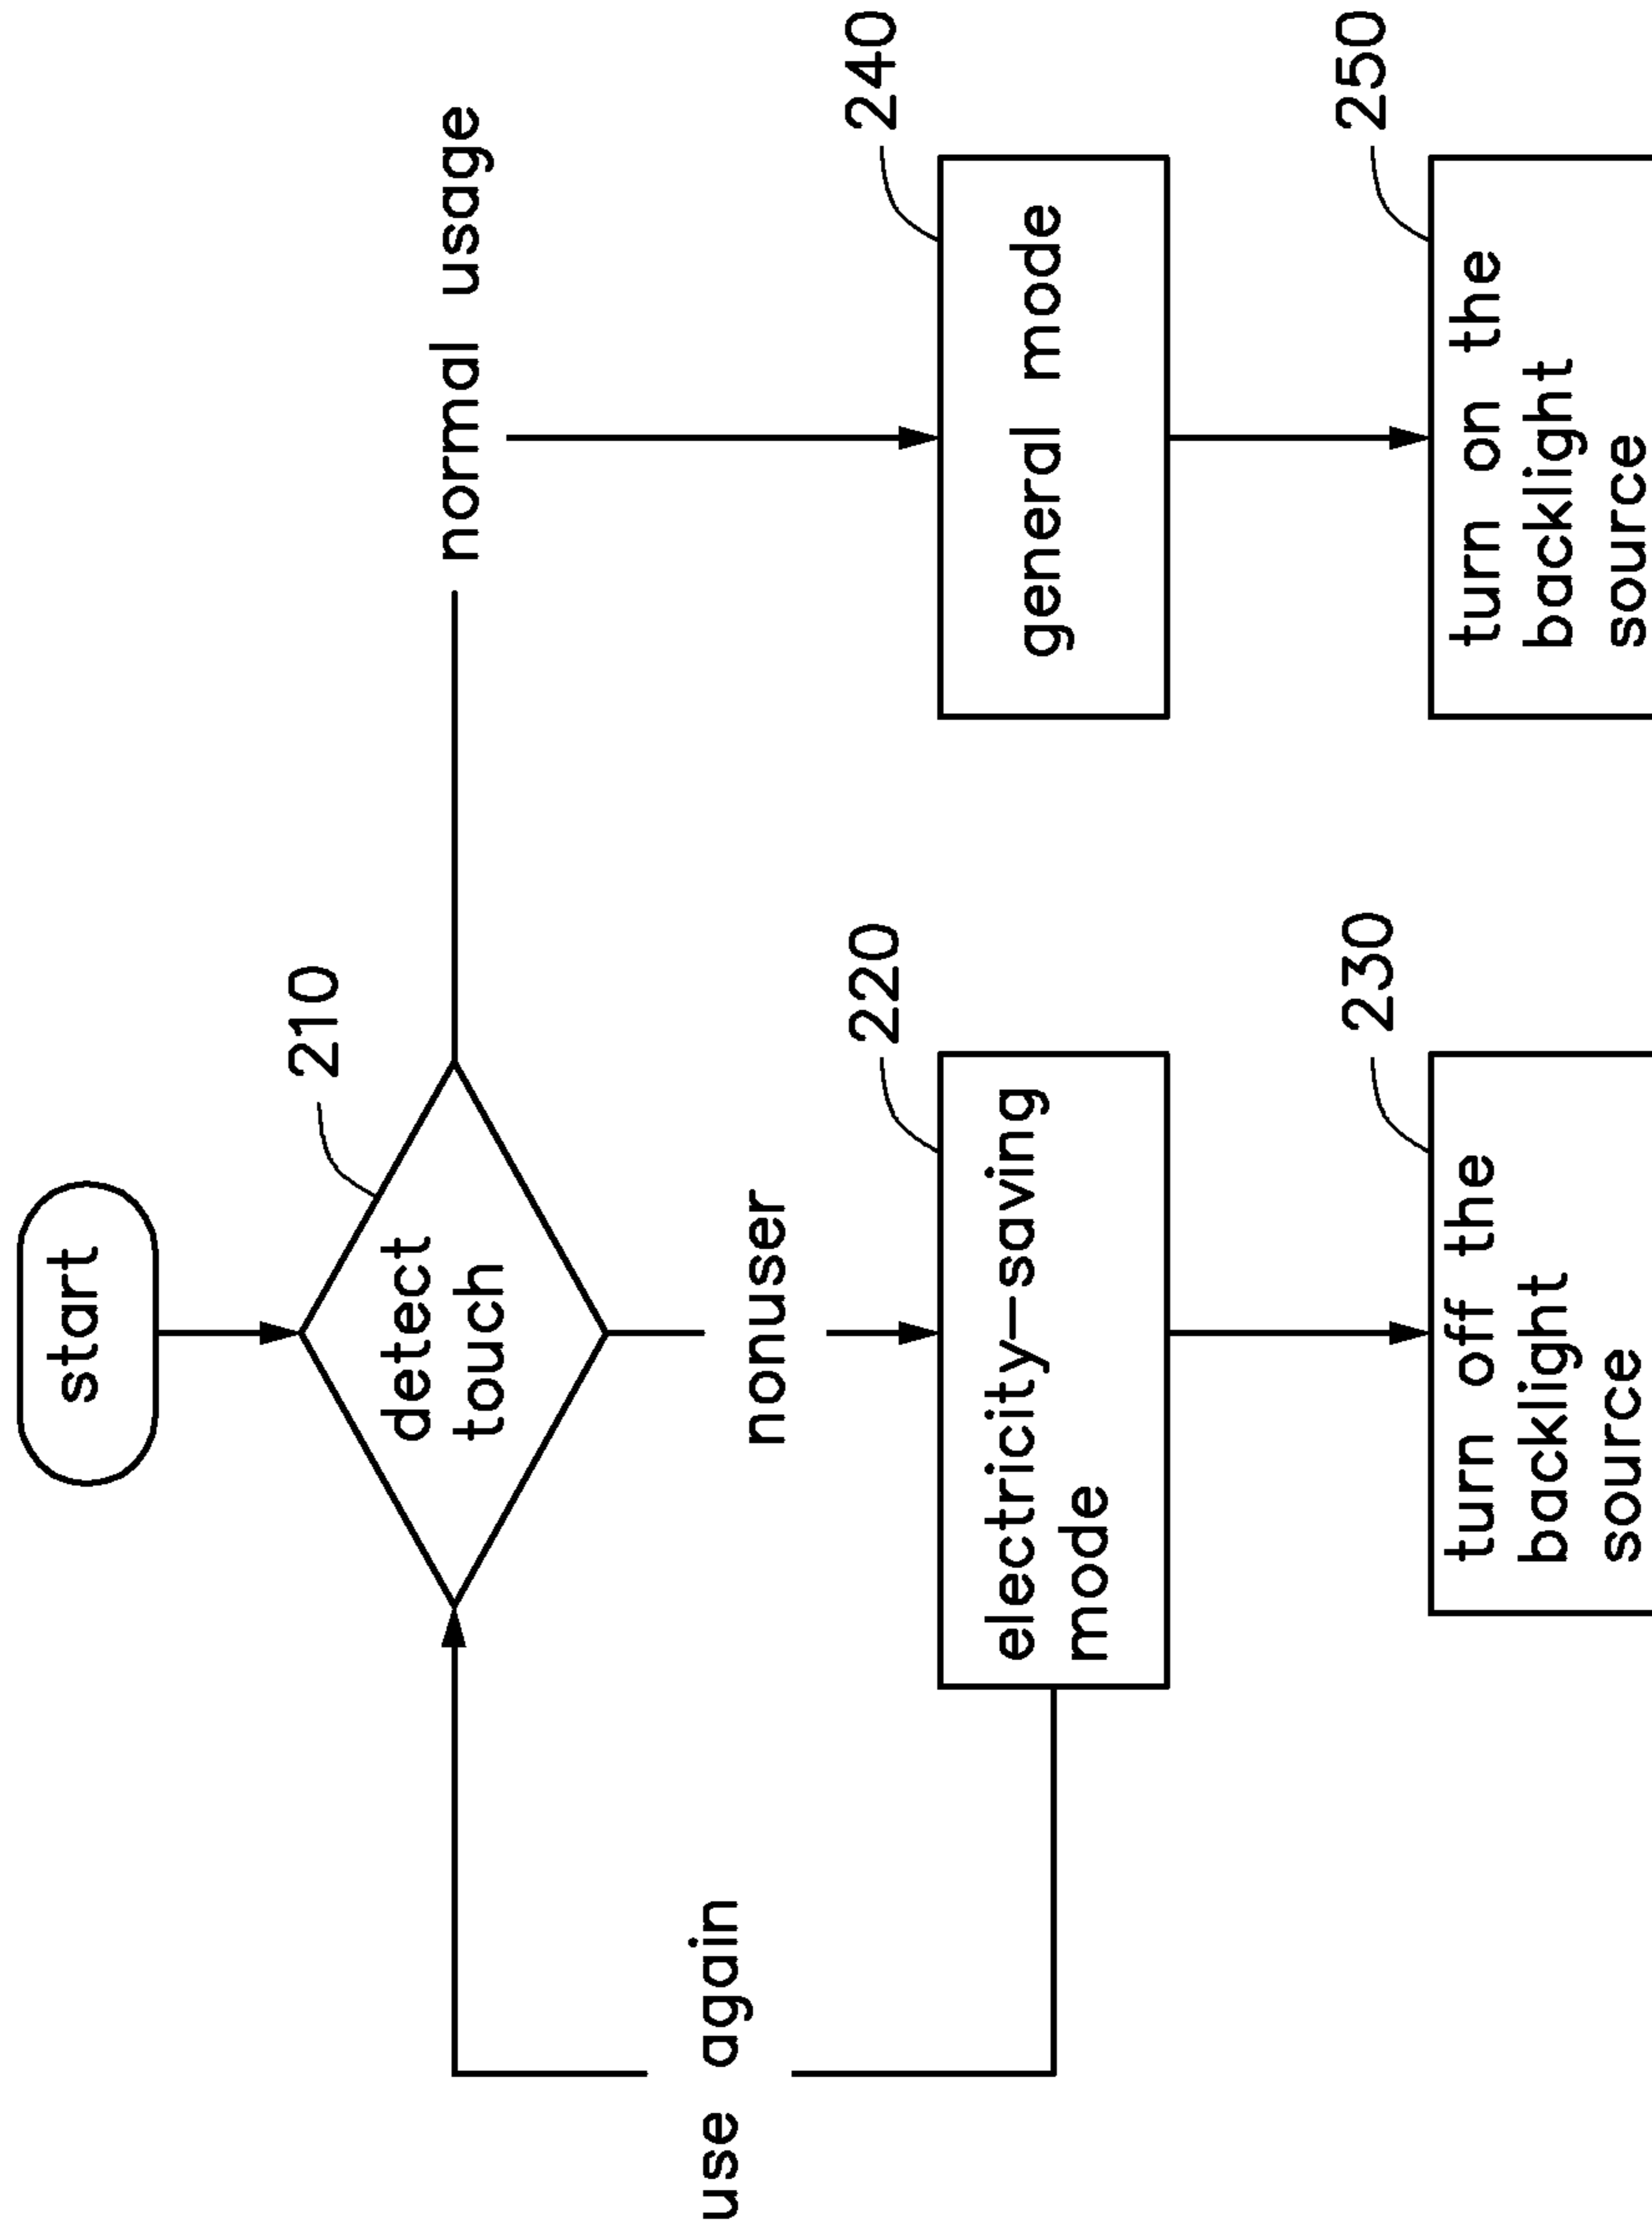 start
210
detect
touch
normal usage
nonuser
use again
220
electricity-saving
mode
240
general mode
230
turn off the
backlight
source
250
turn on the
backlight
source